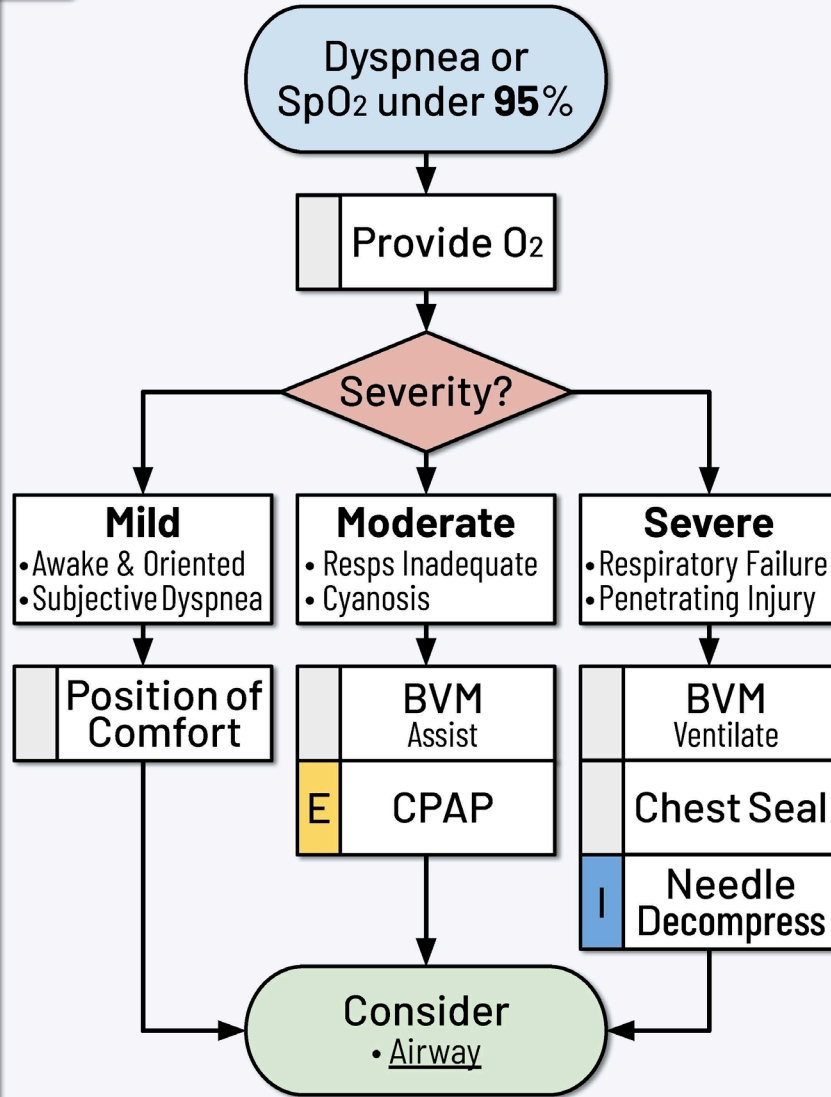 Dyspnea or
SpO₂ under 95%
Provide O₂
Severity?
Mild
•Awake & Oriented
•Subjective Dyspnea
Moderate
• Resps Inadequate
• Cyanosis
Severe
•Respiratory Failure
•Penetrating Injury
Position of
Comfort
BVM
Assist
E CPAP
BVM
Ventilate
Chest Seal
I Needle
Decompress
Consider
• Airway